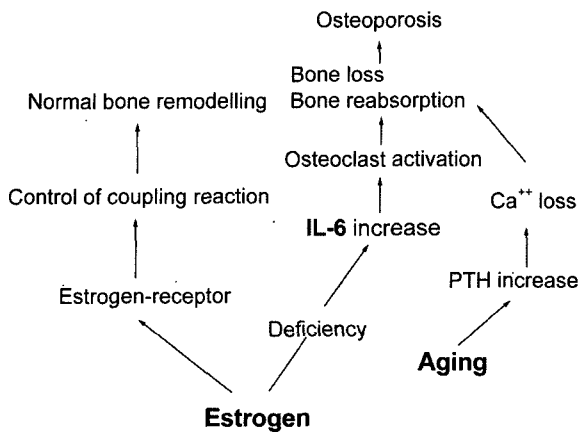 Osteoporosis
Bone loss
Normal bone remodelling
Bone reabsorption
Osteoclast activation
Control of coupling reaction
Ca⁺⁺ loss
IL-6 increase
Estrogen-receptor
PTH increase
Deficiency
Aging
Estrogen